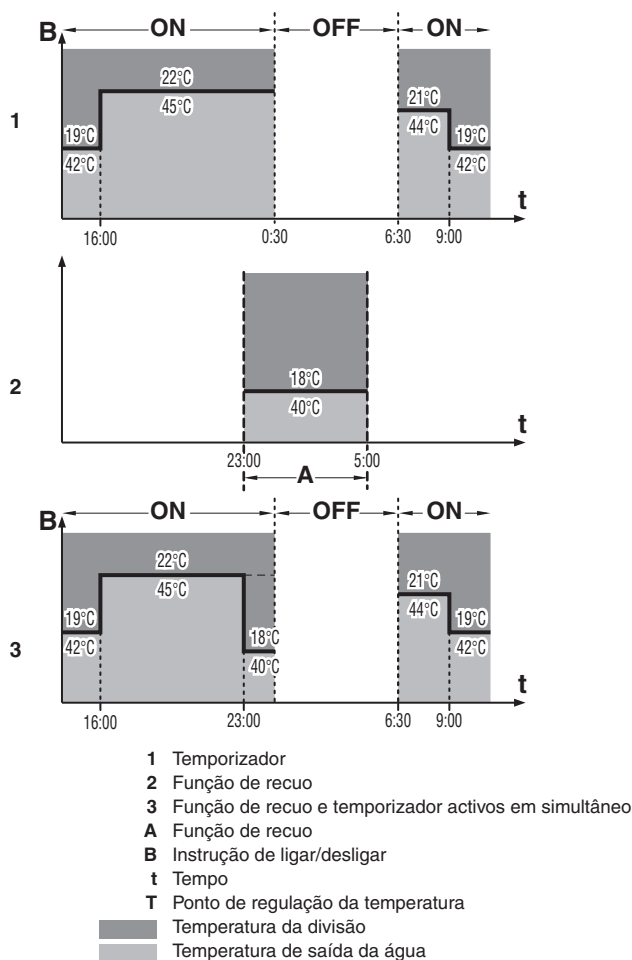 B ON OFF ON
22°C
45°C
21°C
44°C
1
19°C
42°C
19°C
42°C
t
16:00 0:30 6:30 9:00
2
18°C
40°C
t
23:00 5:00
A
B ON OFF ON
22°C
45°C
21°C
44°C
19°C
42°C
18°C
40°C
19°C
42°C
3
t
16:00 23:00 6:30 9:00
1 Temporizador
2 Função de recuo
3 Função de recuo e temporizador activos em simultâneo
A Função de recuo
B Instrução de ligar/desligar
t Tempo
T Ponto de regulação da temperatura
Temperatura da divisão
Temperatura de saída da água